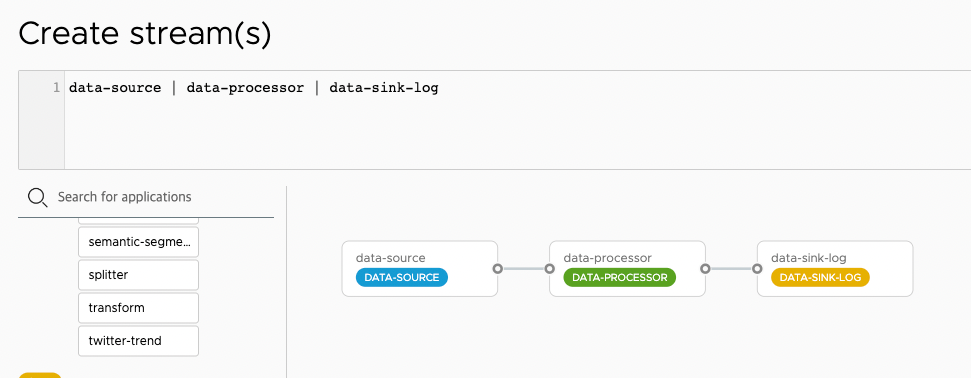 Create stream(s)
1 data-source | data-processor | data-sink-log
Search for applications
semantic-segme...
splitter
transform
twitter-trend
data-source
DATA-SOURCE
data-processor
DATA-PROCESSOR
data-sink-log
DATA-SINK-LOG